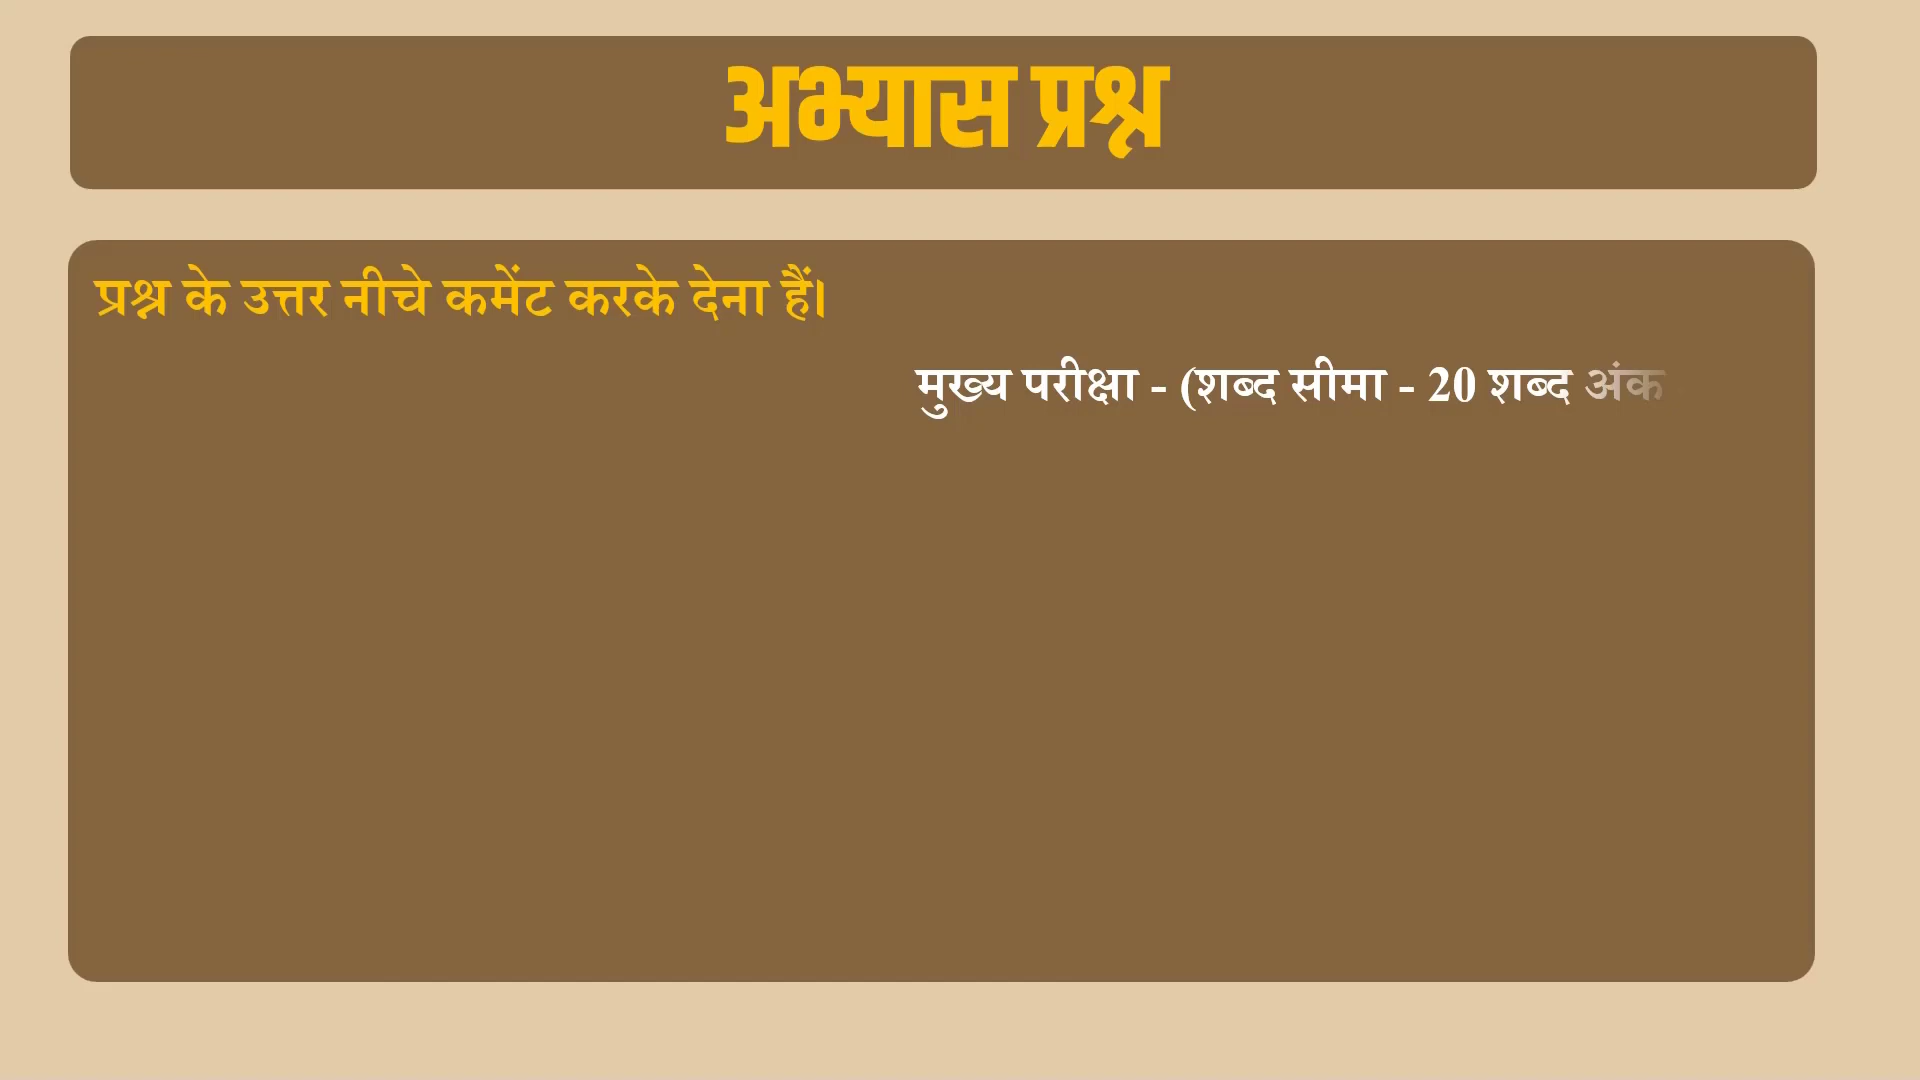 अभ्यास प्रश्न
प्रश्न के उत्तर नीचे कमेंट करके देना हैं।
मुख्य परीक्षा - (शब्द सीमा - 20 शब्द अंक